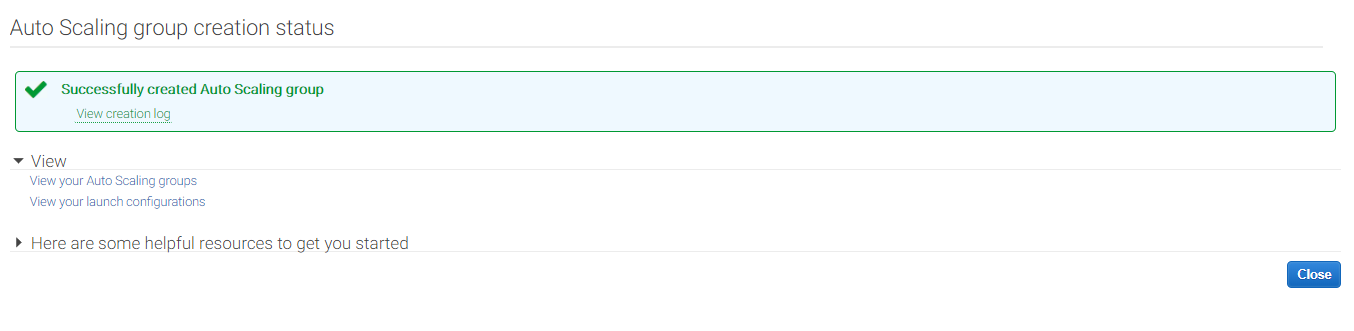 Auto Scaling group creation status
Successfully created Auto Scaling group
View creation log
View
View your Auto Scaling groups
View your launch configurations
Here are some helpful resources to get you started
Close